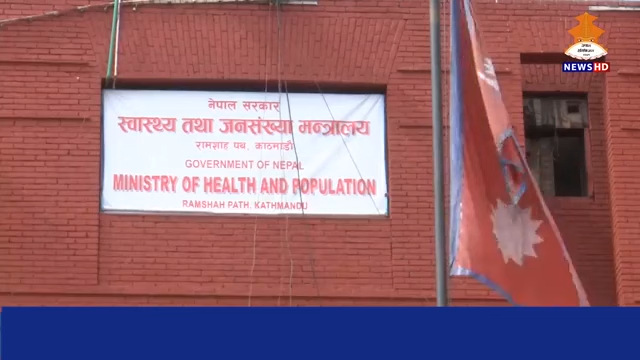 नेपाल सरकार
स्वास्थ्य तथा जनसंख्या मन्त्रालय
रामशाह पथ, काठमाडौं
GOVERNMENT OF NEPAL
MINISTRY OF HEALTH AND POPULATION
RAMSHAH PATH, KATHMANDU
NEWS HD